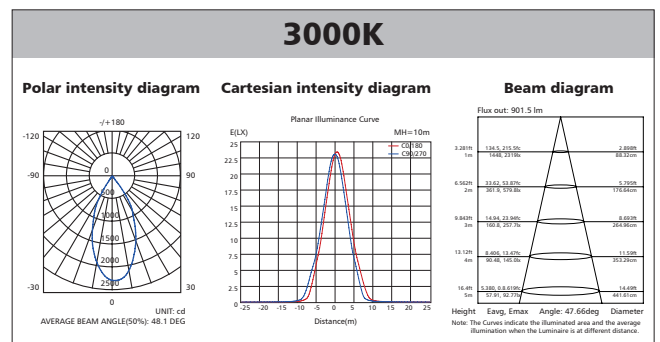 3000K
Polar intensity diagram
-/+180
-120
120
-90
90
0
500
1000
1500
2000
2500
-30
30
0
UNIT: cd
AVERAGE BEAM ANGLE(50%): 48.1 DEG
Cartesian intensity diagram
Planar Illuminance Curve
E(LX)
MH=10m
C0/180
C90/270
25
22.5
20
17.5
15
12.5
10
7.5
5
2.5
0
-25 -20 -15 -10 -5 0 5 10 15 20 25
Distance(m)
Beam diagram
Flux out: 901.5 lm
3.281ft 134.5, 215.5fc 2.898ft
1m 1448, 2319lx 88.32cm
6.562ft 33.62, 53.87fc 5.795ft
2m 361.9, 579.8lx 176.64cm
9.843ft 14.94, 23.94fc 8.693ft
3m 160.8, 257.7lx 264.96cm
13.12ft 8.406, 13.47fc 11.59ft
4m 90.48, 145.0lx 353.29cm
16.4ft 5.380, 0.8.619fc 14.49ft
5m 57.91, 92.77lx 441.61cm
Height Eavg, Emax Angle: 47.66deg Diameter
Note: The Curves indicate the illuminated area and the average
illumination when the Luminaire is at different distance.